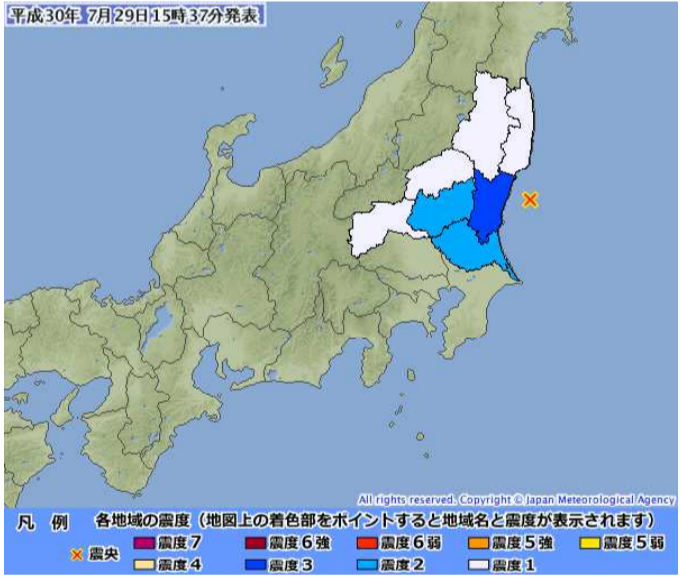 平成30年 7月29日15時37分発表
All rights reserved. Copyright © Japan Meteorological Agency
凡 例 各地域の震度（地図上の着色部をポイントすると地域名と震度が表示されます）
震央 震度7 震度6強 震度6弱 震度5強 震度5弱
震度4 震度3 震度2 震度1